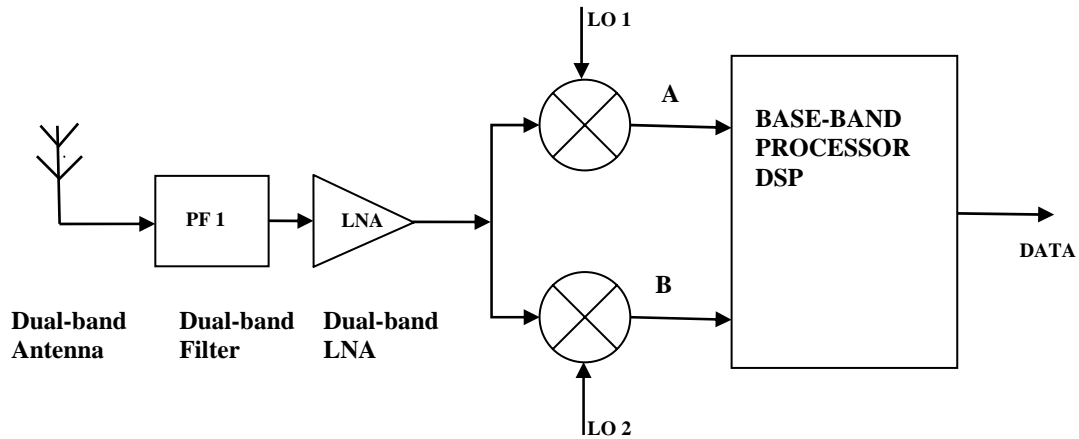 LO 1
A
BASE-BAND
PROCESSOR
DSP
PF 1
LNA
DATA
B
Dual-band
Antenna
Dual-band
Filter
Dual-band
LNA
LO 2